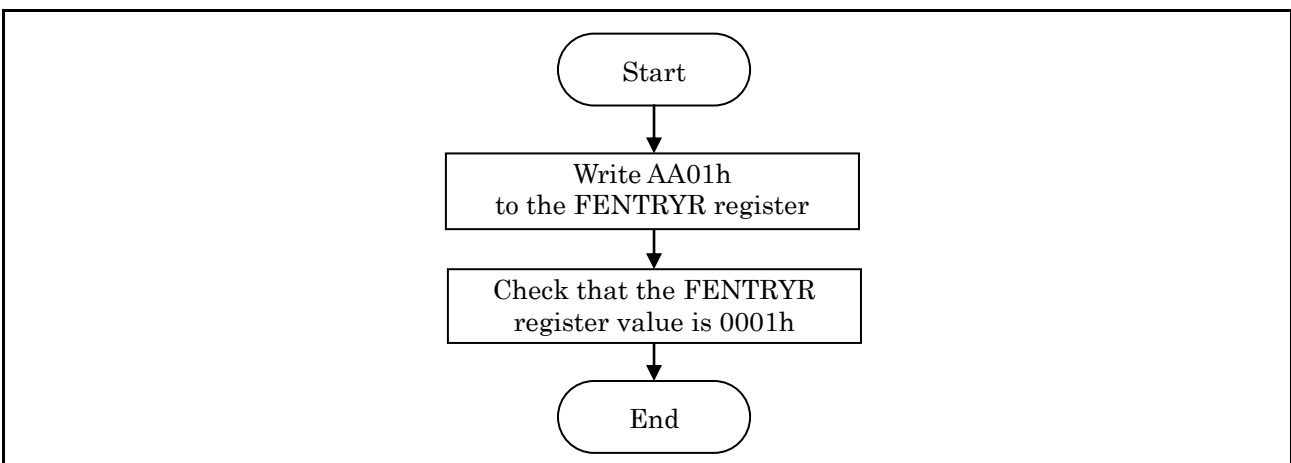 Start
Write AA01h
to the FENTRYR register
Check that the FENTRYR
register value is 0001h
End